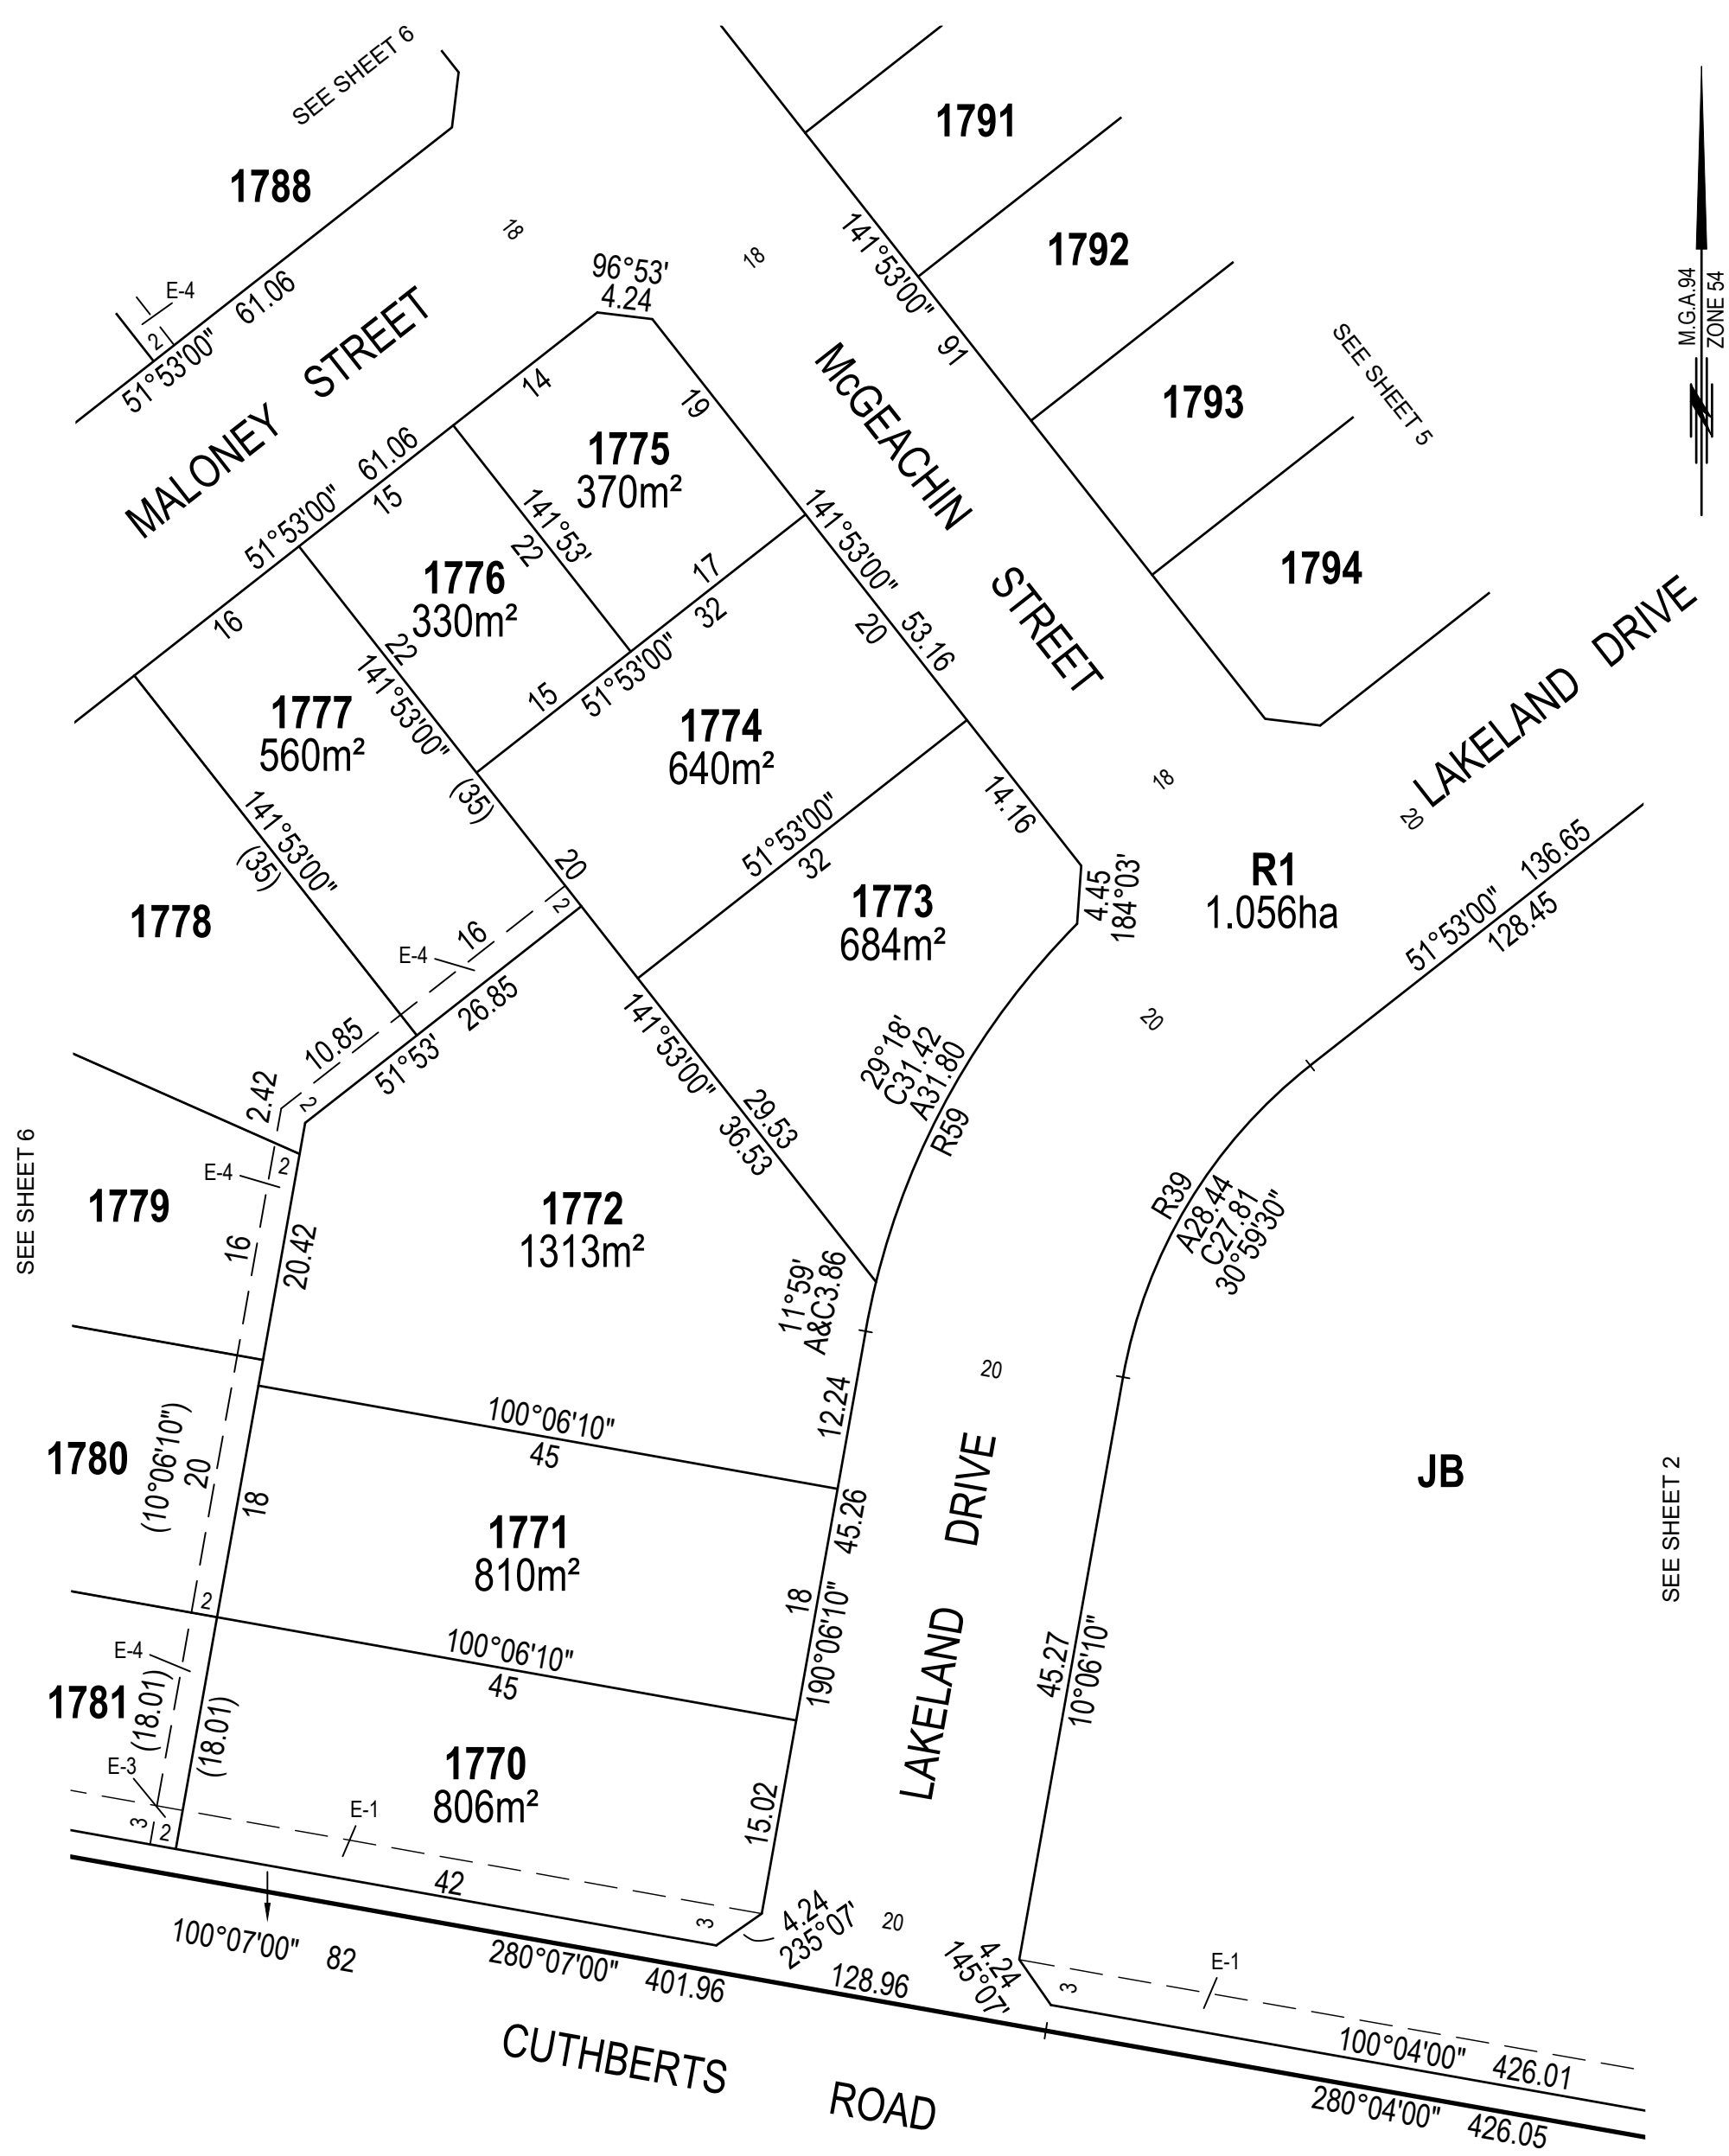 SEE SHEET 6
1788
E-4
2
61.06
51°53'00"
18
18
96°53'
4.24
1791
1792
141°53'00"
91
1793
SEE SHEET 5
1794
M.G.A.94
ZONE 54
MALONEY STREET
McGEACHIN STREET
LAKELAND DRIVE
14
19
1775
370m²
61.06
51°53'00"
15
141°53'
22
1776
330m²
17
32
141°53'00"
53.16
20
16
22
141°53'00"
(35)
15
51°53'00"
1777
560m²
1774
640m²
141°53'00"
(35)
20
51°53'00"
32
14.16
18
20
1778
1773
684m²
4.45
184°03'
R1
1.056ha
51°53'00"
136.65
128.45
E-4
16
2
26.85
10.85
51°53'
2.42
2
141°53'00"
29.53
36.53
29°18'
C31.42
A31.80
R59
20
SEE SHEET 6
E-4
2
1779
16
20.42
1772
1313m²
11°59'
A&C3.86
R39
A28.44
C27.81
30°59'30"
20
12.24
100°06'10"
45
1780
(10°06'10")
20
18
2
1771
810m²
45.26
18
190°06'10"
LAKELAND DRIVE
JB
SEE SHEET 2
100°06'10"
45
45.27
10°06'10"
E-4
1781
(18.01)
(18.01)
E-3
3
2
1770
806m²
15.02
E-1
42
3
4.24
235°07'
20
4.24
145°07'
3
E-1
100°07'00" 82
280°07'00" 401.96
128.96
100°04'00" 426.01
280°04'00" 426.05
CUTHBERTS ROAD